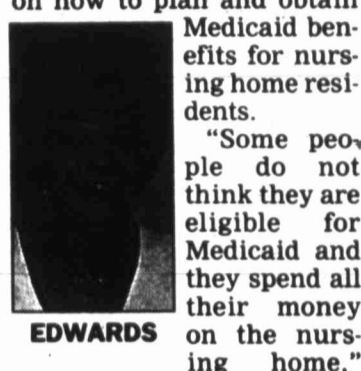 on how to plan and obtain
Medicaid ben-
efits for nurs-
ing home resi-
dents.
"Some peo-
ple do not
think they are
eligible for
Medicaid and
they spend all
their money
on the nurs-
ing home,"
EDWARDS